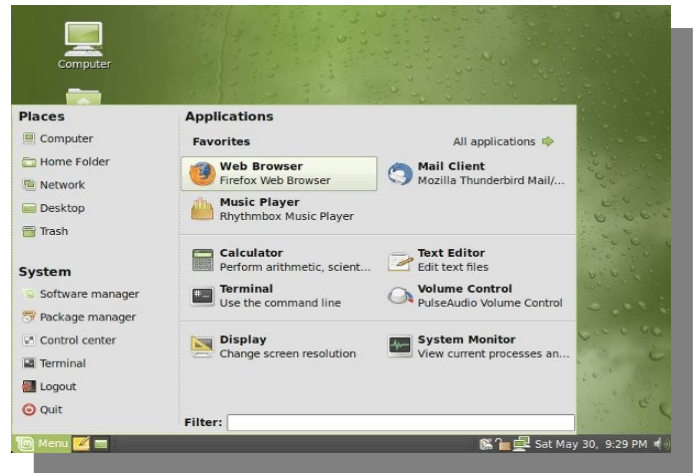 Computer
Places
Computer
Home Folder
Network
Desktop
Trash
System
Software manager
Package manager
Control center
Terminal
Logout
Quit
Applications
Favorites
All applications
Web Browser
Firefox Web Browser
Mail Client
Mozilla Thunderbird Mail/...
Music Player
Rhythmbox Music Player
Calculator
Perform arithmetic, scient...
Text Editor
Edit text files
Terminal
Use the command line
Volume Control
PulseAudio Volume Control
Display
Change screen resolution
System Monitor
View current processes an...
Filter:
Menu
Sat May 30, 9:29 PM